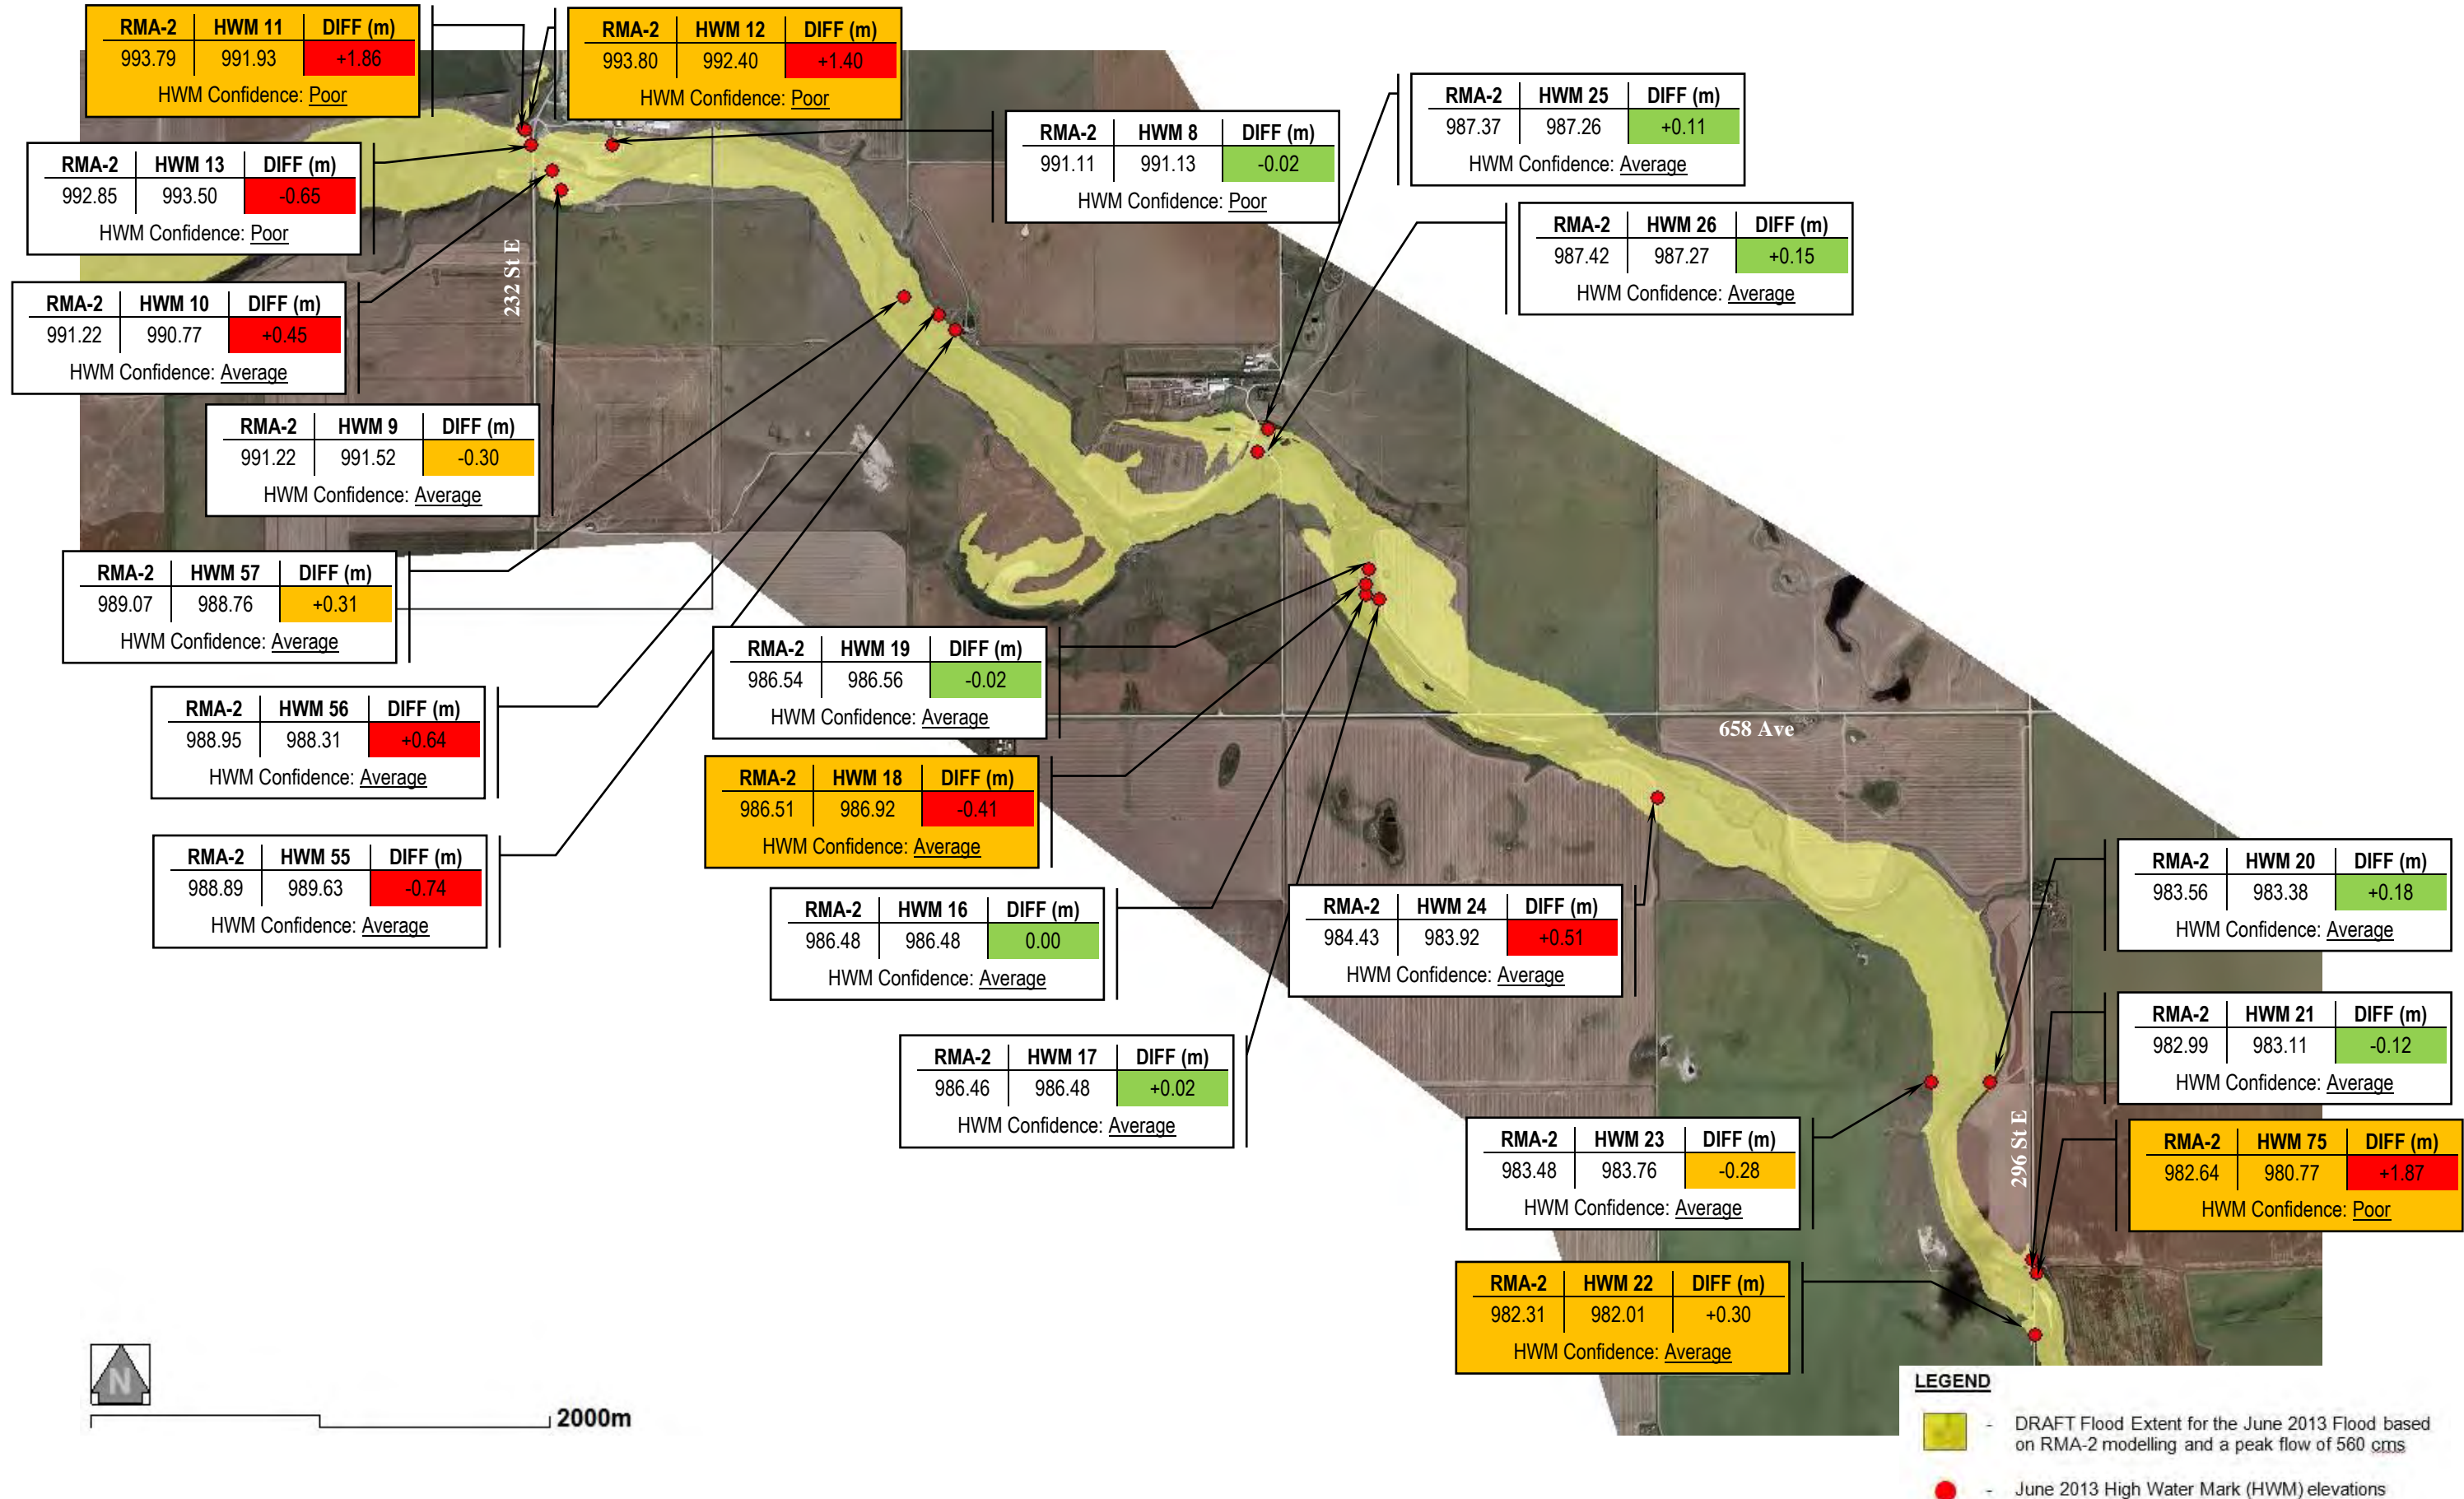 RMA-2 HWM 11 DIFF (m)
993.79 991.93 +1.86
HWM Confidence: Poor
RMA-2 HWM 12 DIFF (m)
993.80 992.40 +1.40
HWM Confidence: Poor
RMA-2 HWM 25 DIFF (m)
987.37 987.26 +0.11
HWM Confidence: Average
RMA-2 HWM 8 DIFF (m)
991.11 991.13 -0.02
HWM Confidence: Poor
RMA-2 HWM 13 DIFF (m)
992.85 993.50 -0.65
HWM Confidence: Poor
RMA-2 HWM 26 DIFF (m)
987.42 987.27 +0.15
HWM Confidence: Average
232 St E
RMA-2 HWM 10 DIFF (m)
991.22 990.77 +0.45
HWM Confidence: Average
RMA-2 HWM 9 DIFF (m)
991.22 991.52 -0.30
HWM Confidence: Average
RMA-2 HWM 57 DIFF (m)
989.07 988.76 +0.31
HWM Confidence: Average
RMA-2 HWM 19 DIFF (m)
986.54 986.56 -0.02
HWM Confidence: Average
RMA-2 HWM 56 DIFF (m)
988.95 988.31 +0.64
HWM Confidence: Average
658 Ave
RMA-2 HWM 18 DIFF (m)
986.51 986.92 -0.41
HWM Confidence: Average
RMA-2 HWM 55 DIFF (m)
988.89 989.63 -0.74
HWM Confidence: Average
RMA-2 HWM 16 DIFF (m)
986.48 986.48 0.00
HWM Confidence: Average
RMA-2 HWM 24 DIFF (m)
984.43 983.92 +0.51
HWM Confidence: Average
RMA-2 HWM 20 DIFF (m)
983.56 983.38 +0.18
HWM Confidence: Average
RMA-2 HWM 17 DIFF (m)
986.46 986.48 +0.02
HWM Confidence: Average
RMA-2 HWM 21 DIFF (m)
982.99 983.11 -0.12
HWM Confidence: Average
296 St E
RMA-2 HWM 23 DIFF (m)
983.48 983.76 -0.28
HWM Confidence: Average
RMA-2 HWM 75 DIFF (m)
982.64 980.77 +1.87
HWM Confidence: Poor
RMA-2 HWM 22 DIFF (m)
982.31 982.01 +0.30
HWM Confidence: Average
N
2000m
LEGEND
- DRAFT Flood Extent for the June 2013 Flood based
on RMA-2 modelling and a peak flow of 560 cms
- June 2013 High Water Mark (HWM) elevations